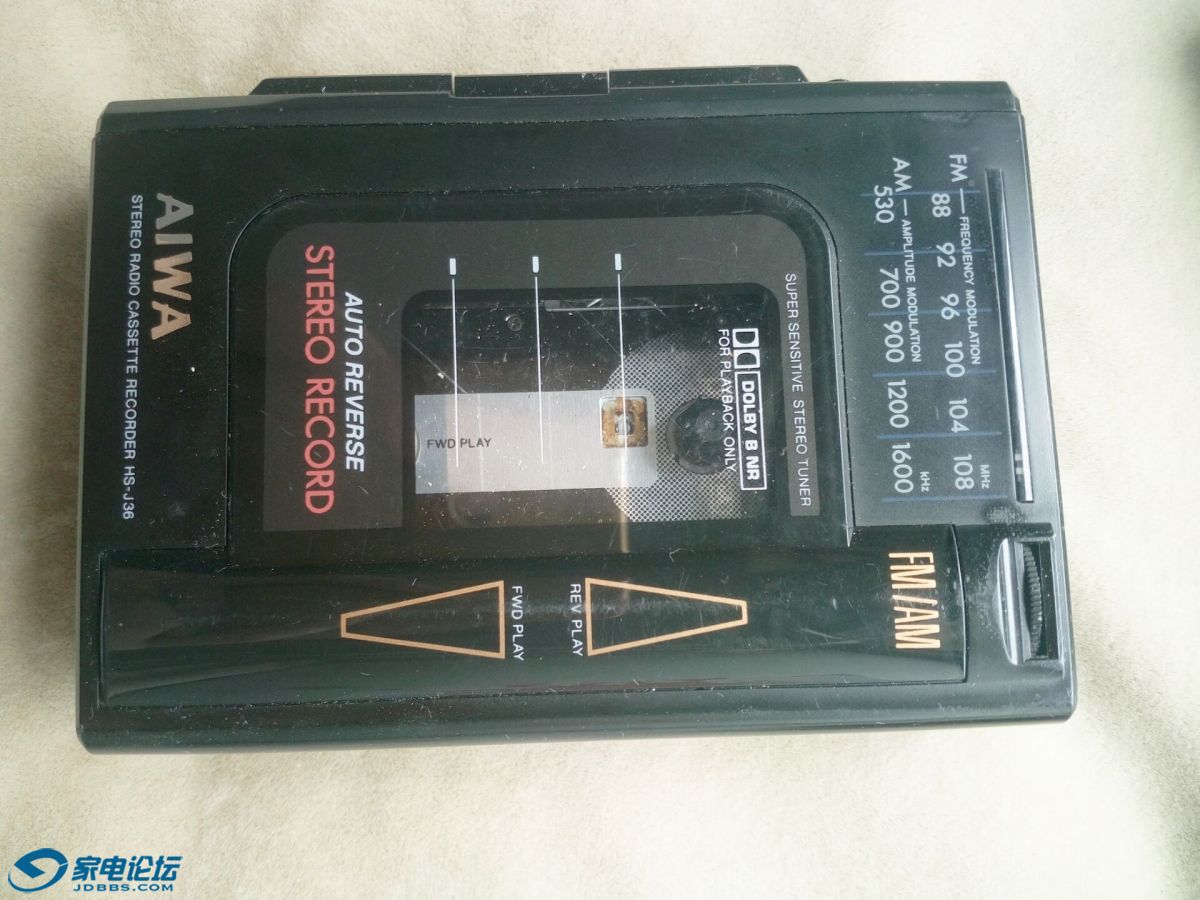 FM — FREQUENCY MODULATION
88 92 96 100 104 108 MHz
AM — AMPLITUDE MODULATION
530 700 900 1200 1600 kHz
SUPER SENSITIVE STEREO TUNER
DOLBY B NR
FOR PLAYBACK ONLY
FWD PLAY
AUTO REVERSE
STEREO RECORD
AIWA
STEREO RADIO CASSETTE RECORDER HS-J36
FM/AM
REV PLAY
FWD PLAY
家电论坛
JDBBS.COM